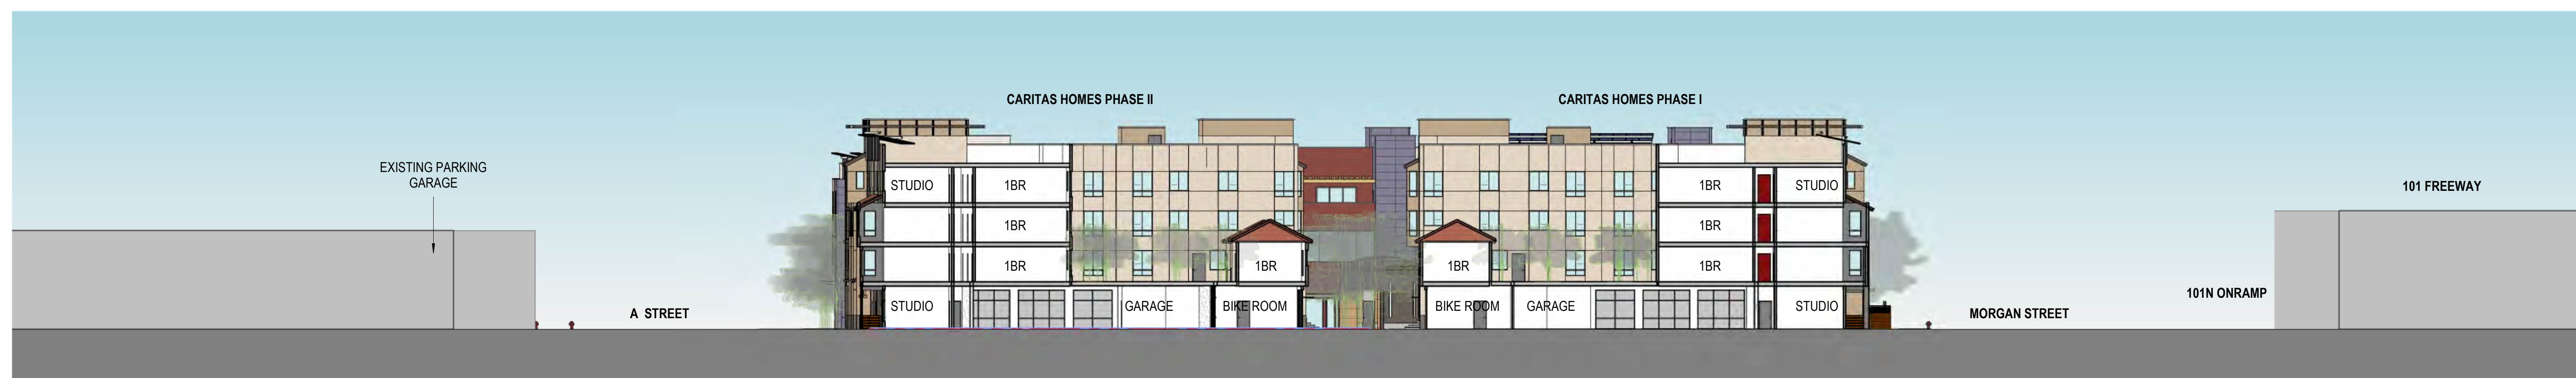 CARITAS HOMES PHASE II
CARITAS HOMES PHASE I
EXISTING PARKING
GARAGE
101 FREEWAY
STUDIO
1BR
1BR
STUDIO
1BR
1BR
1BR
1BR
1BR
1BR
STUDIO
GARAGE
BIKE ROOM
BIKE ROOM
GARAGE
STUDIO
A STREET
MORGAN STREET
101N ONRAMP